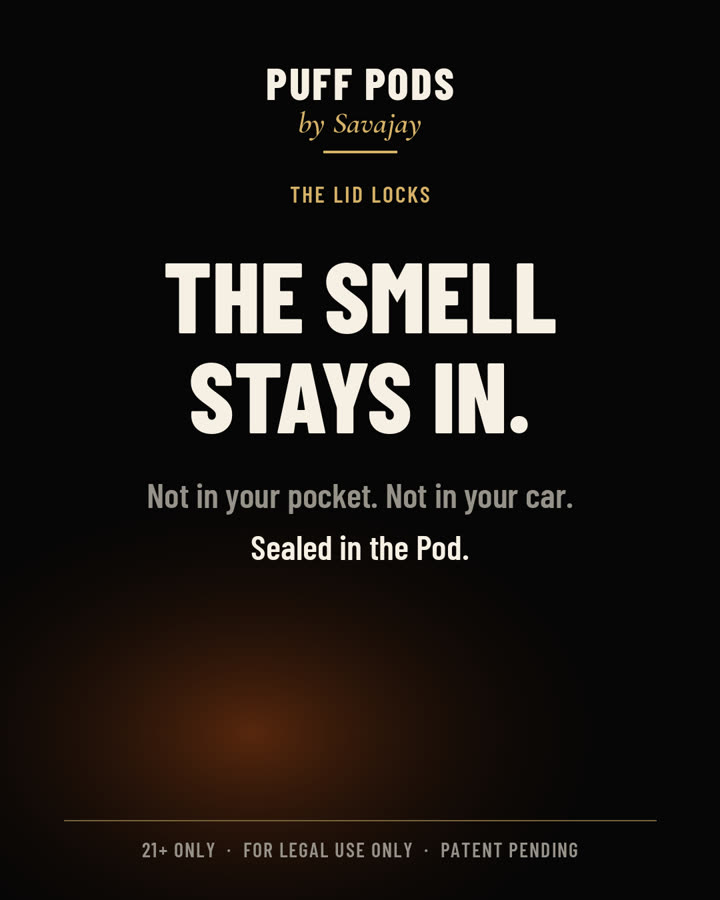 PUFF PODS
by Savajay
THE LID LOCKS
THE SMELL
STAYS IN.
Not in your pocket. Not in your car.
Sealed in the Pod.
21+ ONLY · FOR LEGAL USE ONLY · PATENT PENDING